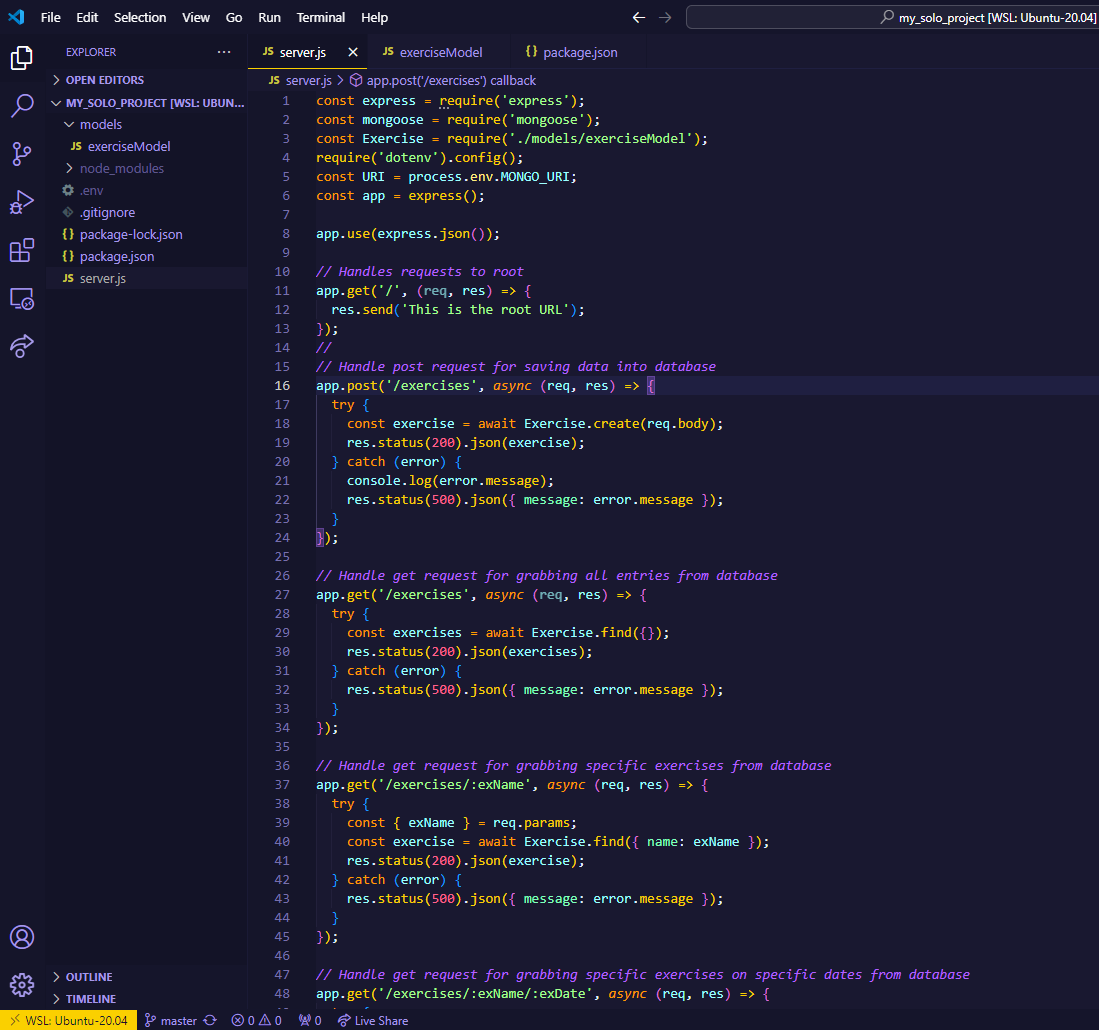 File Edit Selection View Go Run Terminal Help
my_solo_project [WSL: Ubuntu-20.04]
EXPLORER
OPEN EDITORS
MY_SOLO_PROJECT [WSL: UBUN...
models
JS exerciseModel
node_modules
.env
.gitignore
{} package-lock.json
{} package.json
JS server.js
OUTLINE
TIMELINE
JS server.js JS exerciseModel {} package.json
JS server.js > app.post('/exercises') callback
1 const express = require('express');
2 const mongoose = require('mongoose');
3 const Exercise = require('./models/exerciseModel');
4 require('dotenv').config();
5 const URI = process.env.MONGO_URI;
6 const app = express();
7
8 app.use(express.json());
9
10 // Handles requests to root
11 app.get('/', (req, res) => {
12   res.send('This is the root URL');
13 });
14 //
15 // Handle post request for saving data into database
16 app.post('/exercises', async (req, res) => {
17   try {
18     const exercise = await Exercise.create(req.body);
19     res.status(200).json(exercise);
20   } catch (error) {
21     console.log(error.message);
22     res.status(500).json({ message: error.message });
23   }
24 });
25
26 // Handle get request for grabbing all entries from database
27 app.get('/exercises', async (req, res) => {
28   try {
29     const exercises = await Exercise.find({});
30     res.status(200).json(exercises);
31   } catch (error) {
32     res.status(500).json({ message: error.message });
33   }
34 });
35
36 // Handle get request for grabbing specific exercises from database
37 app.get('/exercises/:exName', async (req, res) => {
38   try {
39     const { exName } = req.params;
40     const exercise = await Exercise.find({ name: exName });
41     res.status(200).json(exercise);
42   } catch (error) {
43     res.status(500).json({ message: error.message });
44   }
45 });
46
47 // Handle get request for grabbing specific exercises on specific dates from database
48 app.get('/exercises/:exName/:exDate', async (req, res) => {
WSL: Ubuntu-20.04 master 0 0 0 Live Share